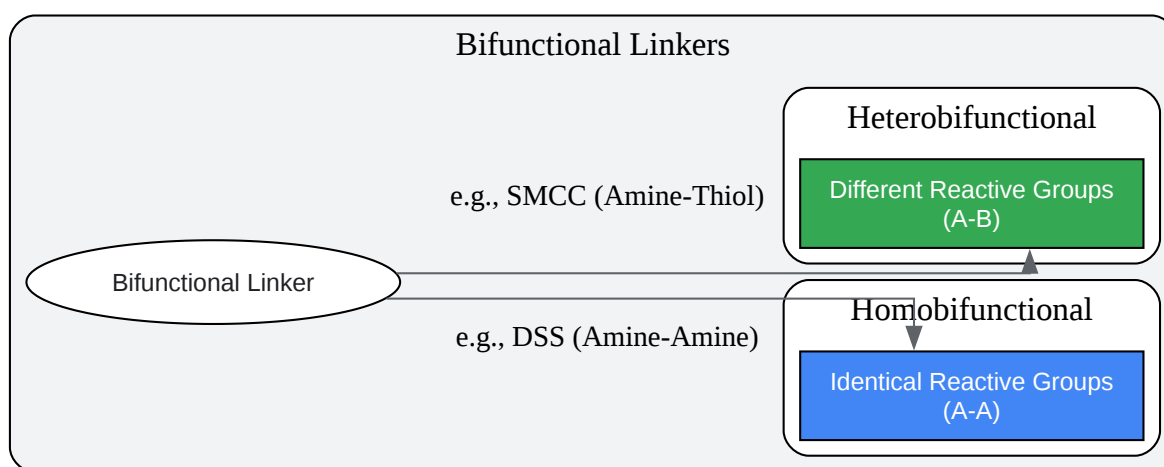 Bifunctional Linkers
Heterobifunctional
Different Reactive Groups
(A-B)
e.g., SMCC (Amine-Thiol)
Bifunctional Linker
Homobifunctional
e.g., DSS (Amine-Amine)
Identical Reactive Groups
(A-A)